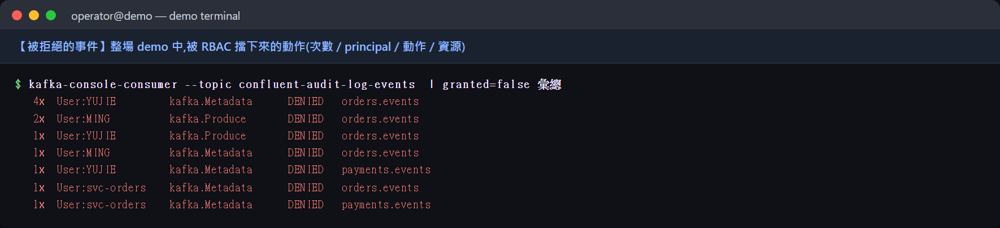 operator@demo — demo terminal
【被拒絕的事件】整場 demo 中,被 RBAC 擋下來的動作(次數 / principal / 動作 / 資源)
$ kafka-console-consumer --topic confluent-audit-log-events | granted=false 彙總
4x User:YUJIE kafka.Metadata DENIED orders.events
2x User:MING kafka.Produce DENIED orders.events
1x User:YUJIE kafka.Produce DENIED orders.events
1x User:MING kafka.Metadata DENIED orders.events
1x User:YUJIE kafka.Metadata DENIED payments.events
1x User:svc-orders kafka.Metadata DENIED orders.events
1x User:svc-orders kafka.Metadata DENIED payments.events